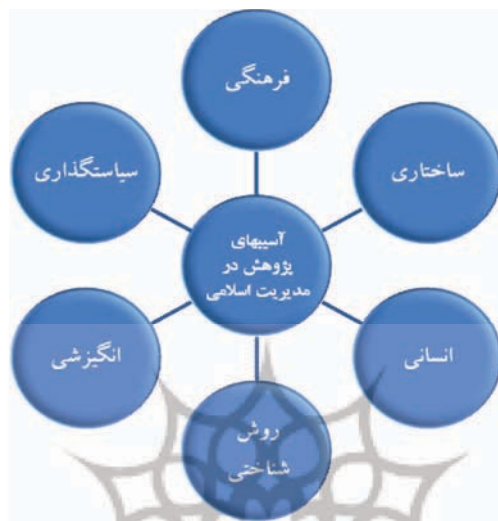 فرهنگی
ساختاری
سیاستگذاری
آسیبهای
پژوهش در
مدیریت اسلامی
انسانی
انگیزشی
روش
شناختی